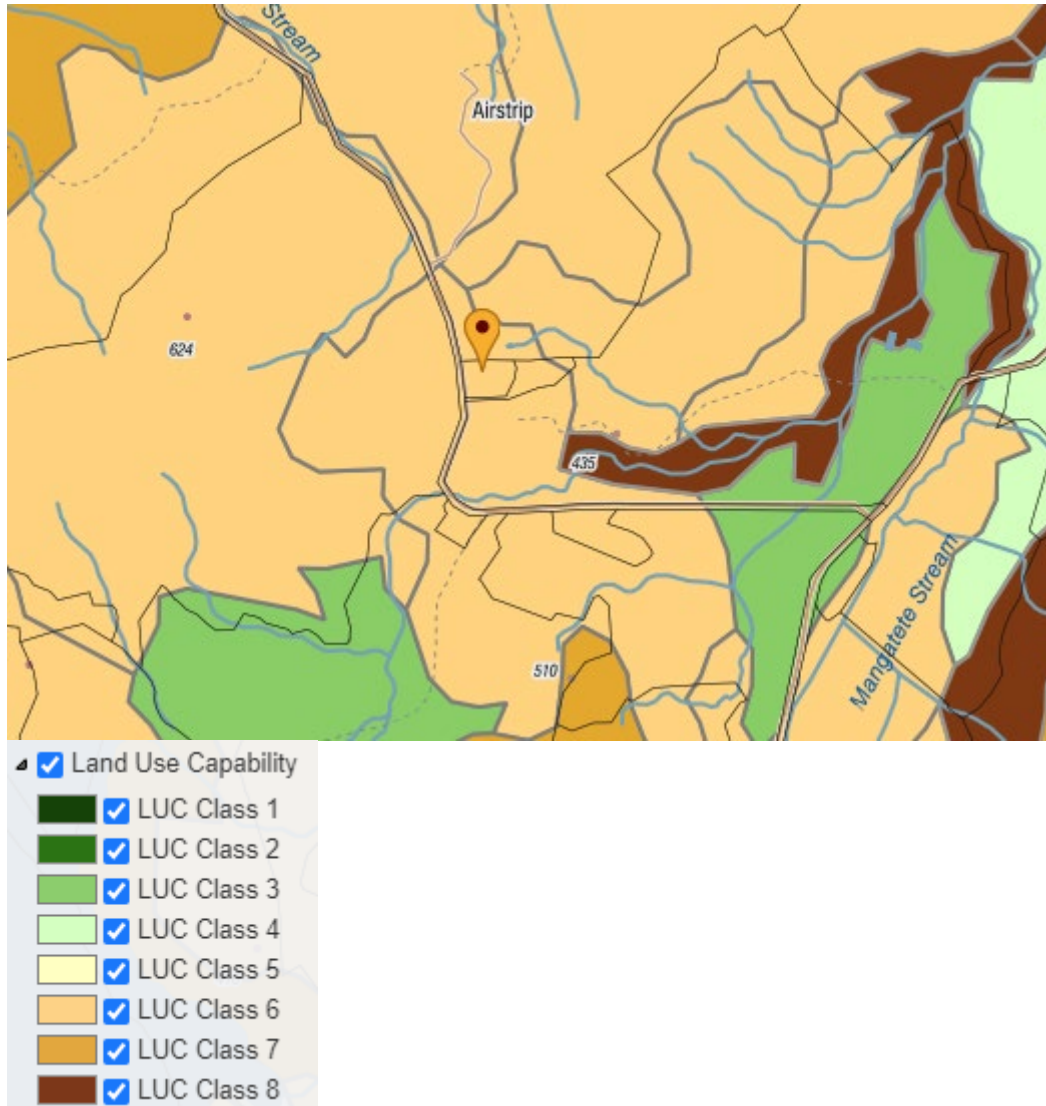 Stream
Airstrip
624
435
510
Mangatete Stream
Land Use Capability
LUC Class 1
LUC Class 2
LUC Class 3
LUC Class 4
LUC Class 5
LUC Class 6
LUC Class 7
LUC Class 8